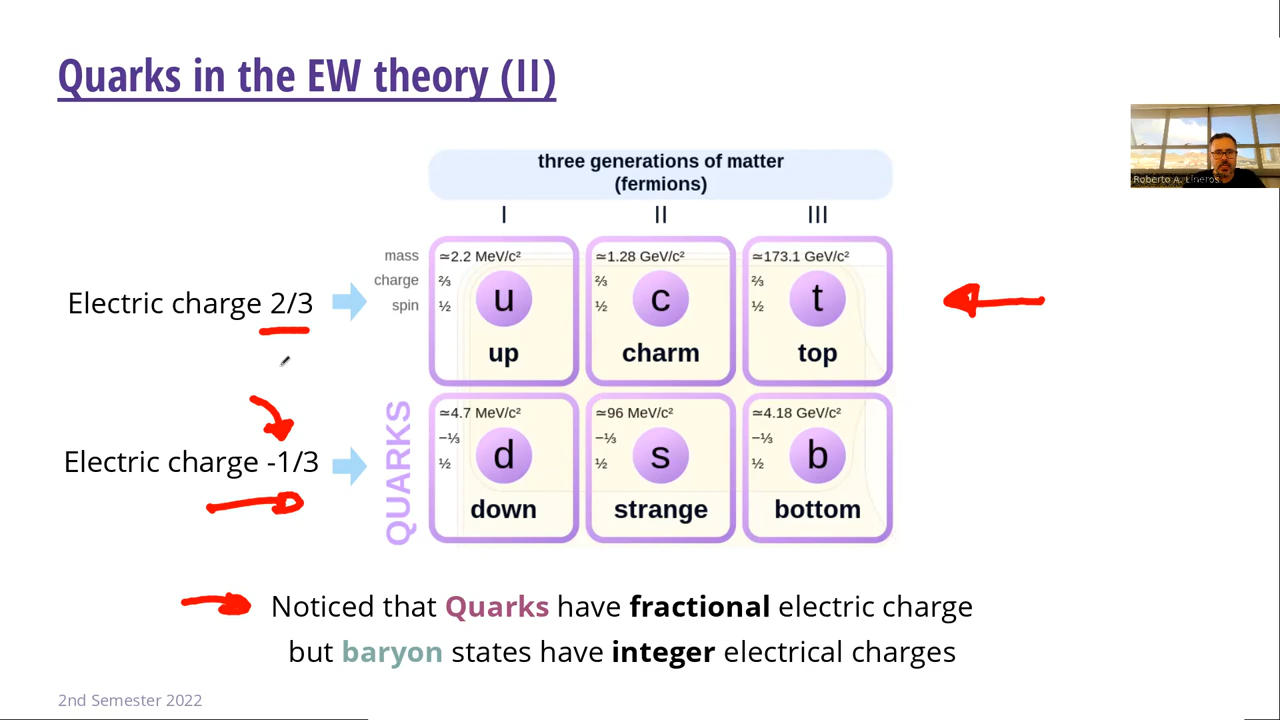 Quarks in the EW theory (II)
three generations of matter
(fermions)
I II III
mass ≃2.2 MeV/c² ≃1.28 GeV/c² ≃173.1 GeV/c²
charge ⅔ ⅔ ⅔
spin ½ ½ ½
Electric charge 2/3
u c t
up charm top
QUARKS
≃4.7 MeV/c² ≃96 MeV/c² ≃4.18 GeV/c²
−⅓ −⅓ −⅓
½ ½ ½
Electric charge -1/3
d s b
down strange bottom
Noticed that Quarks have fractional electric charge
but baryon states have integer electrical charges
2nd Semester 2022
Roberto A. Lineros